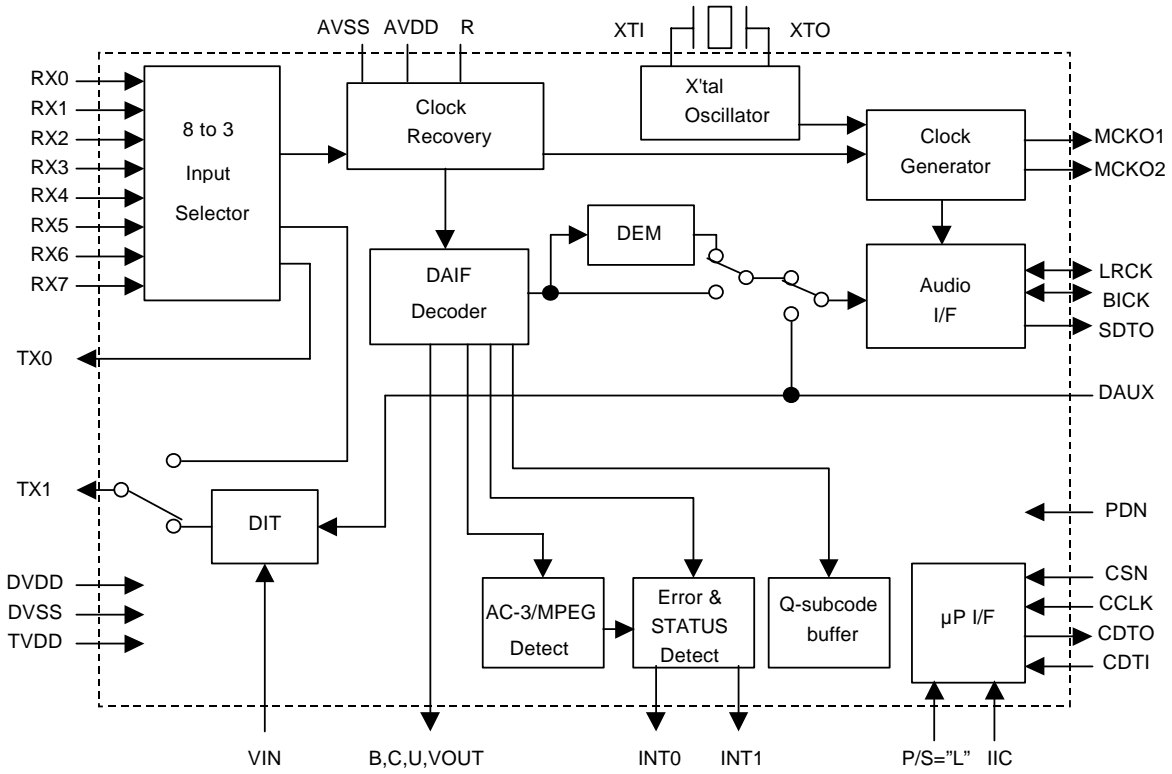 AVSS AVDD R
XTI XTO
RX0
RX1
RX2
RX3
RX4
RX5
RX6
RX7
8 to 3
Input
Selector
Clock
Recovery
X'tal
Oscillator
Clock
Generator
MCKO1
MCKO2
DAIF
Decoder
DEM
Audio
I/F
LRCK
BICK
SDTO
TX0
DAUX
TX1
DIT
PDN
DVDD
DVSS
TVDD
AC-3/MPEG
Detect
Error &
STATUS
Detect
Q-subcode
buffer
µP I/F
CSN
CCLK
CDTO
CDTI
VIN
B,C,U,VOUT
INT0
INT1
P/S=”L”
IIC